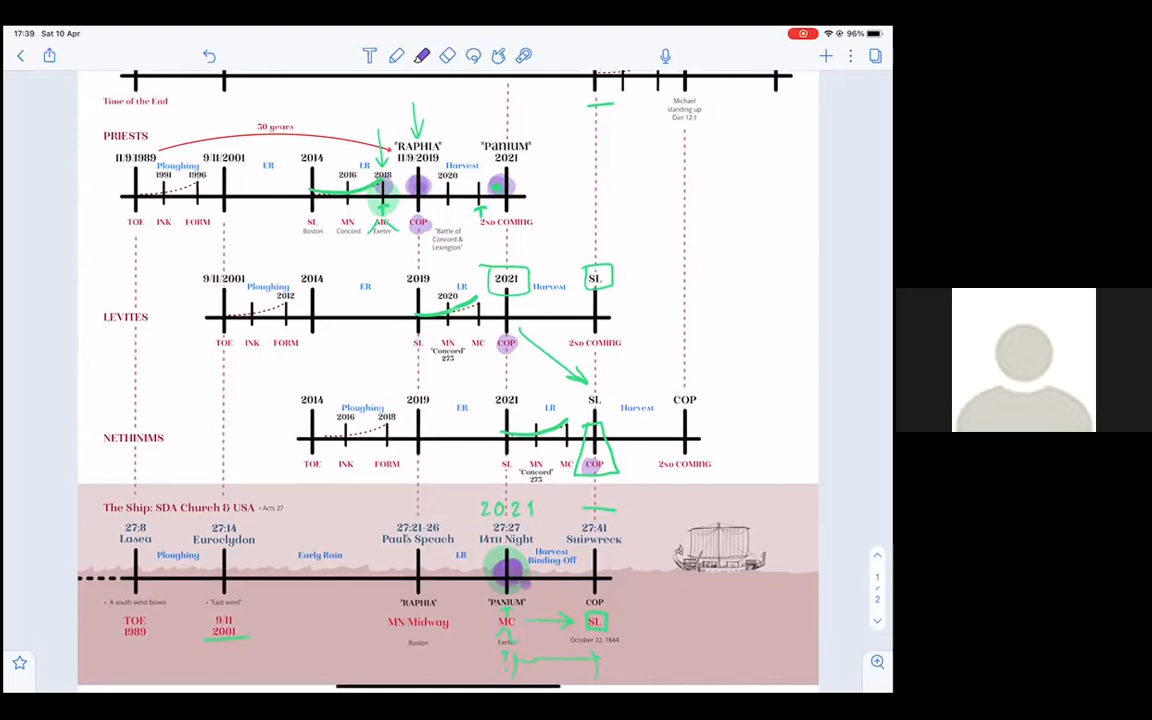 17:39 Sat 10 Apr
96%
Time of the End
Michael
standing up
Dan 12:1
PRIESTS
30 years
"RAPHIA" "PANIUM"
11/9/1989 9/11/2001 2014 11/9/2019 2021
Ploughing ER LR Harvest
1991 1996 2016 2018 2020
TOE INK FORM SL MN MC COP 2ND COMING
Boston Concord Exeter "Battle of
Concord &
Lexington"
9/11/2001 2014 2019 2021 SL
Ploughing ER LR Harvest
2012 2020
LEVITES
TOE INK FORM SL MN MC COP 2ND COMING
"Concord"
273
2014 2019 2021 SL COP
Ploughing ER LR Harvest
2016 2018
NETHINIMS
TOE INK FORM SL MN MC COP 2ND COMING
"Concord"
273
The Ship: SDA Church & USA • Acts 27 2021
27:8 27:14 27:21-26 27:27 27:41
Lasea Euroclydon Paul's Speach 14TH Night Shipwreck
Ploughing Early Rain LR Harvest
Binding Off
• A south wind blows • "East wind" "RAPHIA" "PANIUM" COP
TOE 9/11 MN/Midway MC SL
1989 2001 Boston Exeter October 22, 1844
?
1
/
2